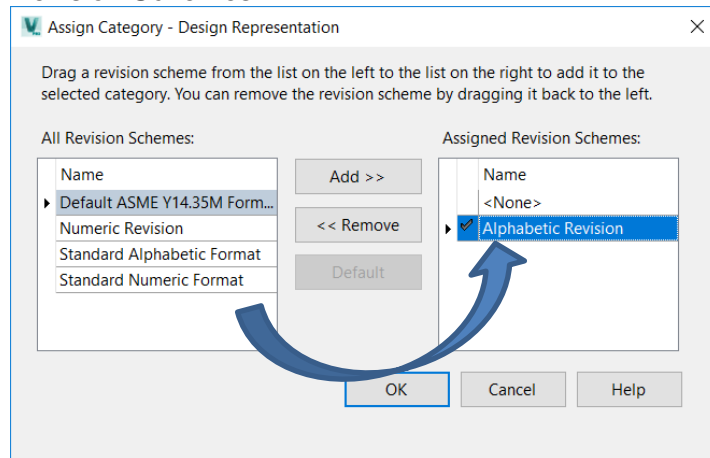 Assign Category - Design Representation
Drag a revision scheme from the list on the left to the list on the right to add it to the
selected category. You can remove the revision scheme by dragging it back to the left.
All Revision Schemes:
Assigned Revision Schemes:
Name
Default ASME Y14.35M Form...
Numeric Revision
Standard Alphabetic Format
Standard Numeric Format
Add >>
<< Remove
Default
Name
<None>
Alphabetic Revision
OK
Cancel
Help